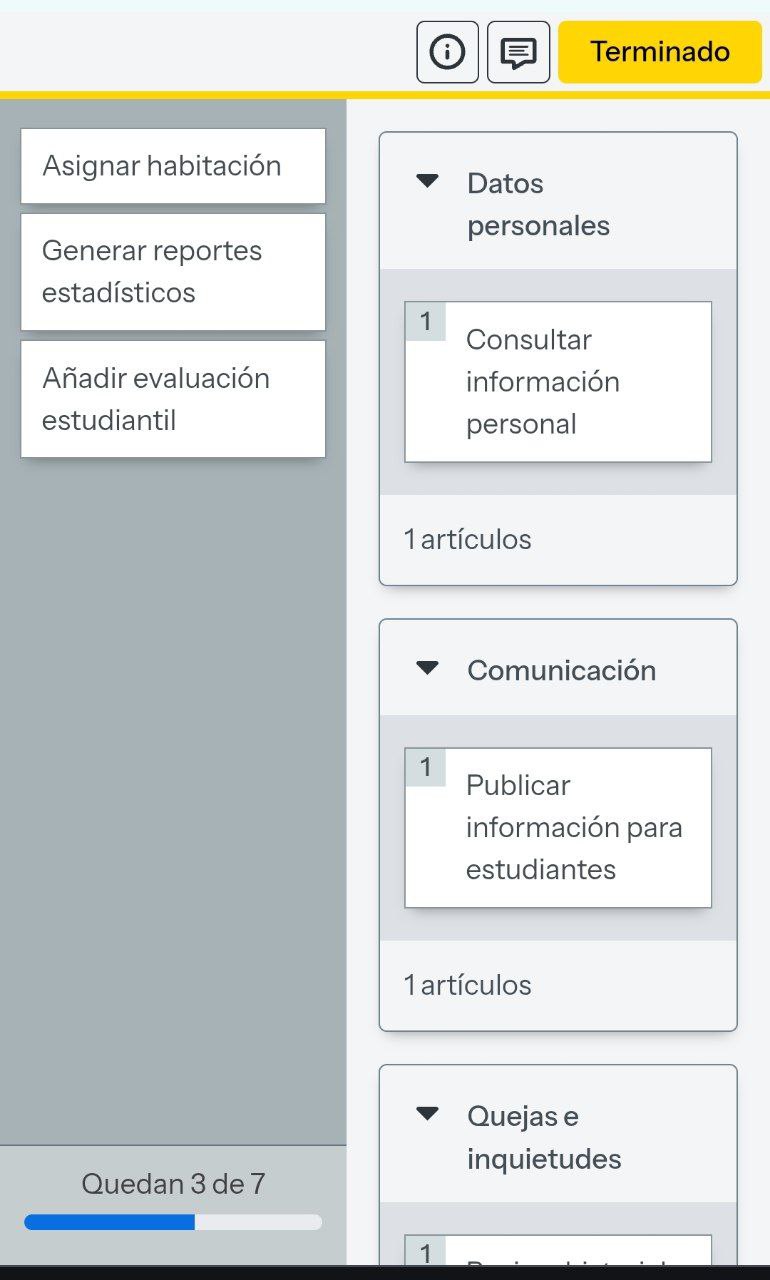 Terminado
Asignar habitación
Generar reportes
estadísticos
Añadir evaluación
estudiantil
Quedan 3 de 7
Datos
personales
1
Consultar
información
personal
1 artículos
Comunicación
1
Publicar
información para
estudiantes
1 artículos
Quejas e
inquietudes
1